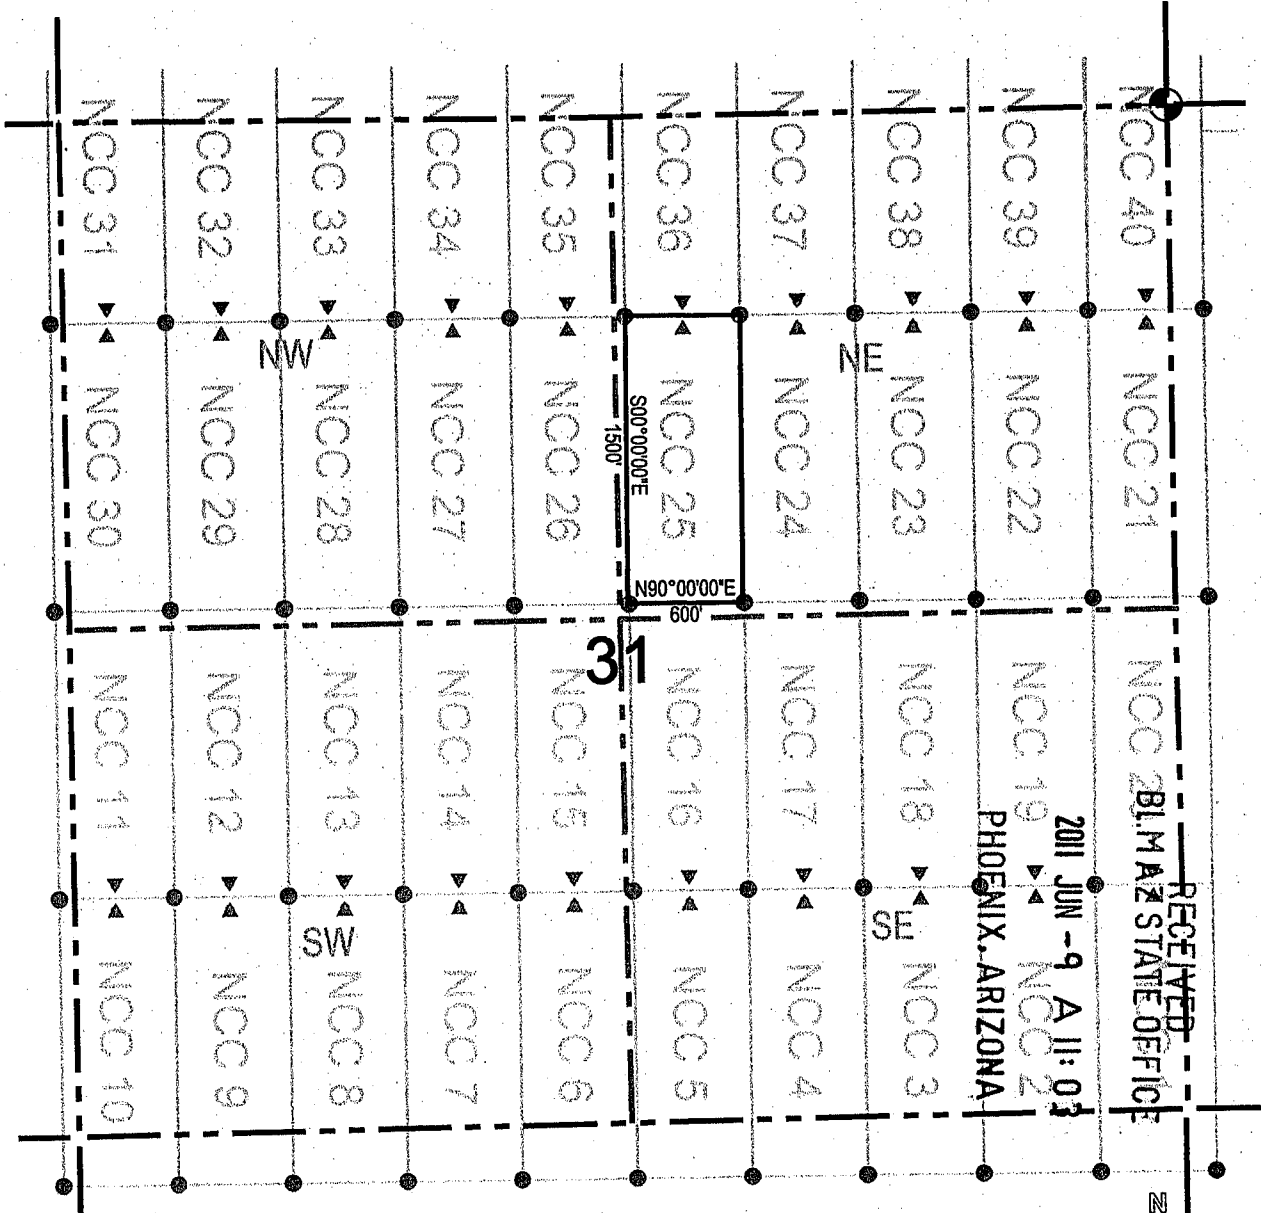 NCC 31
NCC 32
NCC 33
NCC 34
NCC 35
NCC 36
NCC 37
NCC 38
NCC 39
NCC 40
NW
NE
NCC 30
NCC 29
NCC 28
NCC 27
NCC 26
S00°00'00"E
1500'
NCC 25
NCC 24
NCC 23
NCC 22
NCC 21
N90°00'00"E
600'
31
NCC 11
NCC 12
NCC 13
NCC 14
NCC 15
NCC 16
NCC 17
NCC 18
NCC 19
NCC
SW
SE
NCC 10
NCC 9
NCC 8
NCC 7
NCC 6
NCC 5
NCC 4
NCC 3
NCC 2
RECEIVED
BLM AZ STATE OFFICE
2011 JUN -9 A 11:03
PHOENIX, ARIZONA